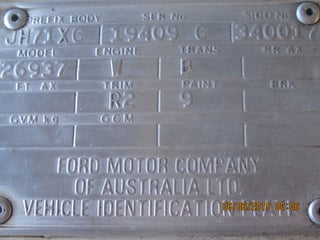 PREFIX BODY SER No SIDO No
JH71XC 19409 C 340017
MODEL ENGINE TRANS. BR AX
26937 V B
FT. AX TRIM PAINT BRK
R2 9
GVM kg GCM
FORD MOTOR COMPANY
OF AUSTRALIA LTD.
VEHICLE IDENTIFICATION